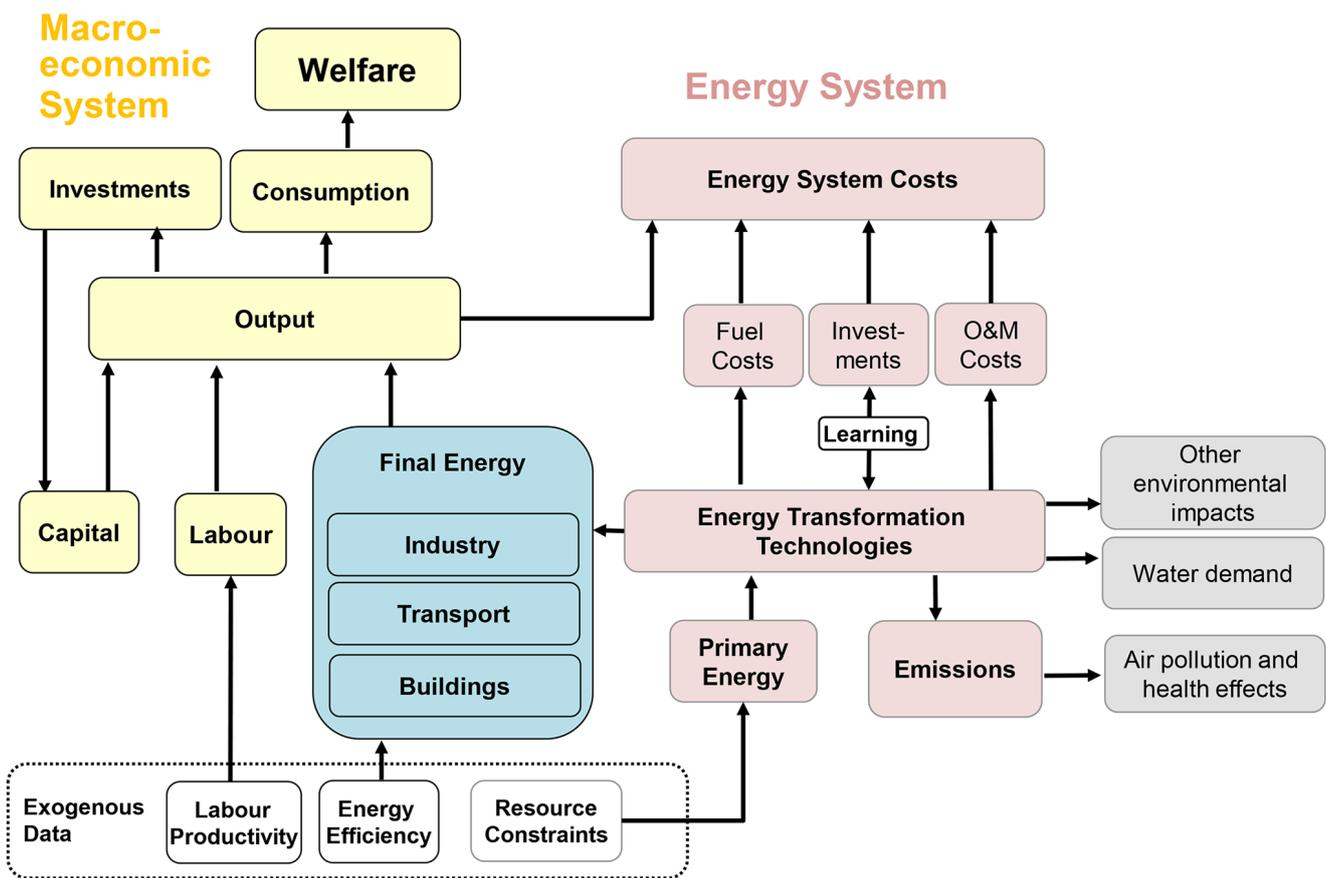 Macro-
economic
System
Welfare
Energy System
Investments
Consumption
Energy System Costs
Output
Fuel
Costs
Invest-
ments
O&M
Costs
Learning
Final Energy
Industry
Transport
Buildings
Capital
Labour
Energy Transformation
Technologies
Other
environmental
impacts
Water demand
Primary
Energy
Emissions
Air pollution and
health effects
Exogenous
Data
Labour
Productivity
Energy
Efficiency
Resource
Constraints